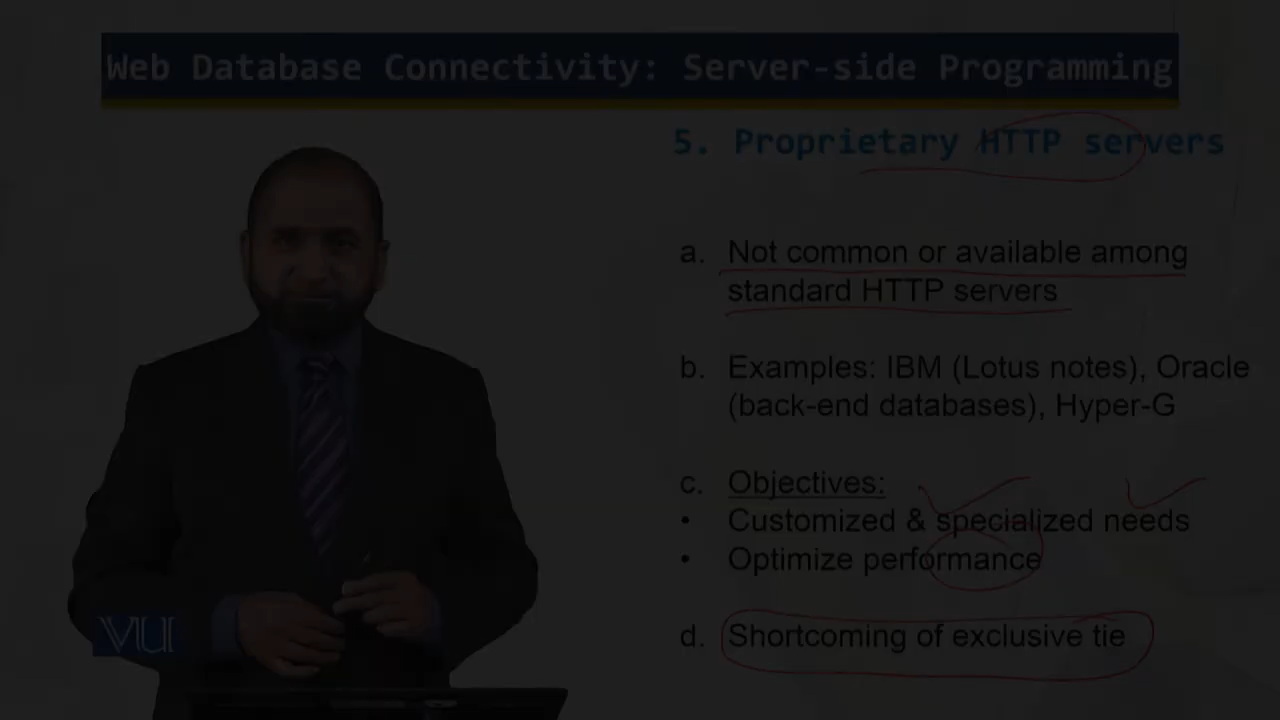 Web Database Connectivity: Server-side Programming
5. Proprietary HTTP servers
a. Not common or available among
standard HTTP servers
b. Examples: IBM (Lotus notes), Oracle
(back-end databases), Hyper-G
c. Objectives:
• Customized & specialized needs
• Optimize performance
d. Shortcoming of exclusive tie
VU